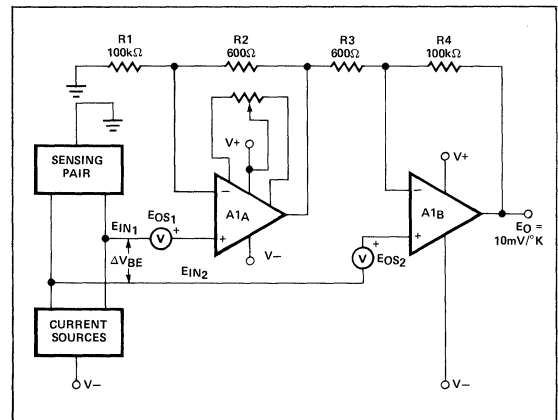 R1
100kΩ
R2
600Ω
R3
600Ω
R4
100kΩ
V+
SENSING
PAIR
−
A1A
+
V−
EIN1
EOS1
V
+
ΔVBE
EIN2
V+
−
A1B
+
+
V
EOS2
EO =
10mV/°K
CURRENT
SOURCES
V−
V−